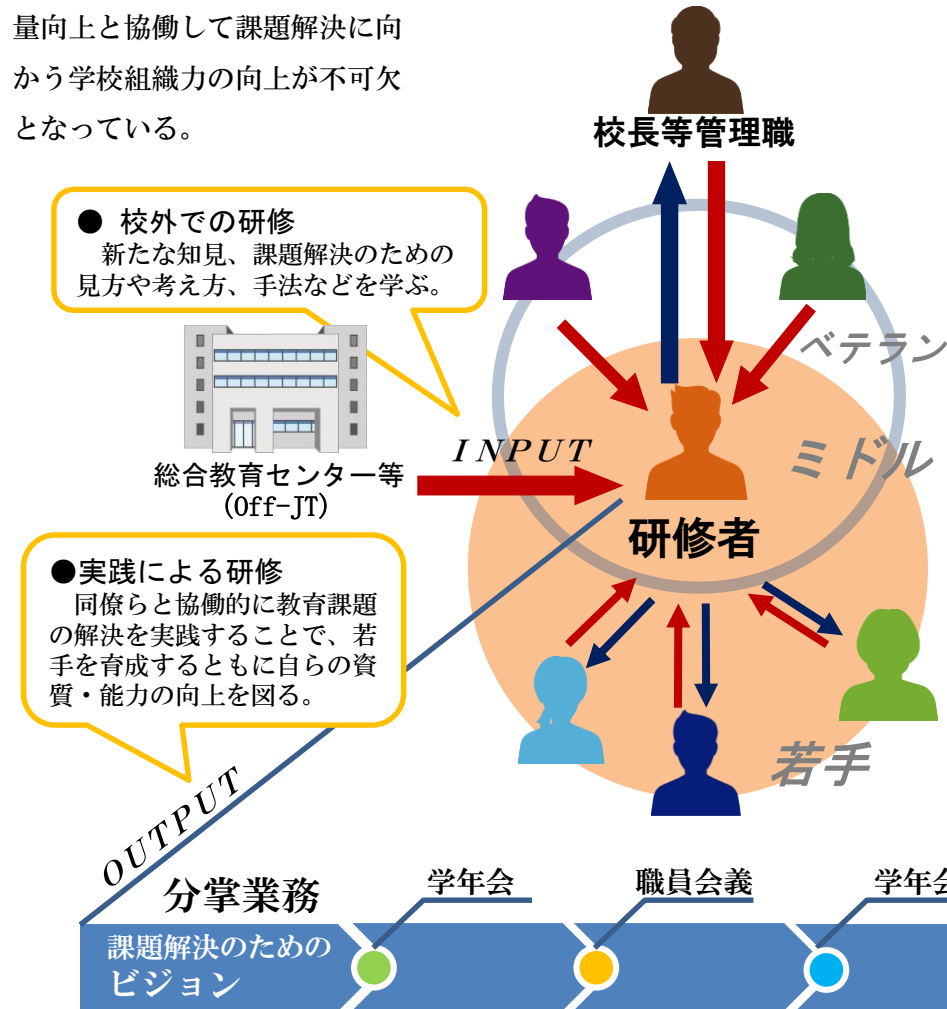 量向上と協働して課題解決に向
かう学校組織力の向上が不可欠
となっている。
校長等管理職
● 校外での研修
新たな知見、課題解決のための
見方や考え方、手法などを学ぶ。
ベテラン
ミドル
INPUT
総合教育センター等
(Off-JT)
研修者
●実践による研修
同僚らと協働的に教育課題
の解決を実践することで、若
手を育成するともに自らの資
質・能力の向上を図る。
若手
OUTPUT
分掌業務
学年会
職員会議
学年会
課題解決のための
ビジョン